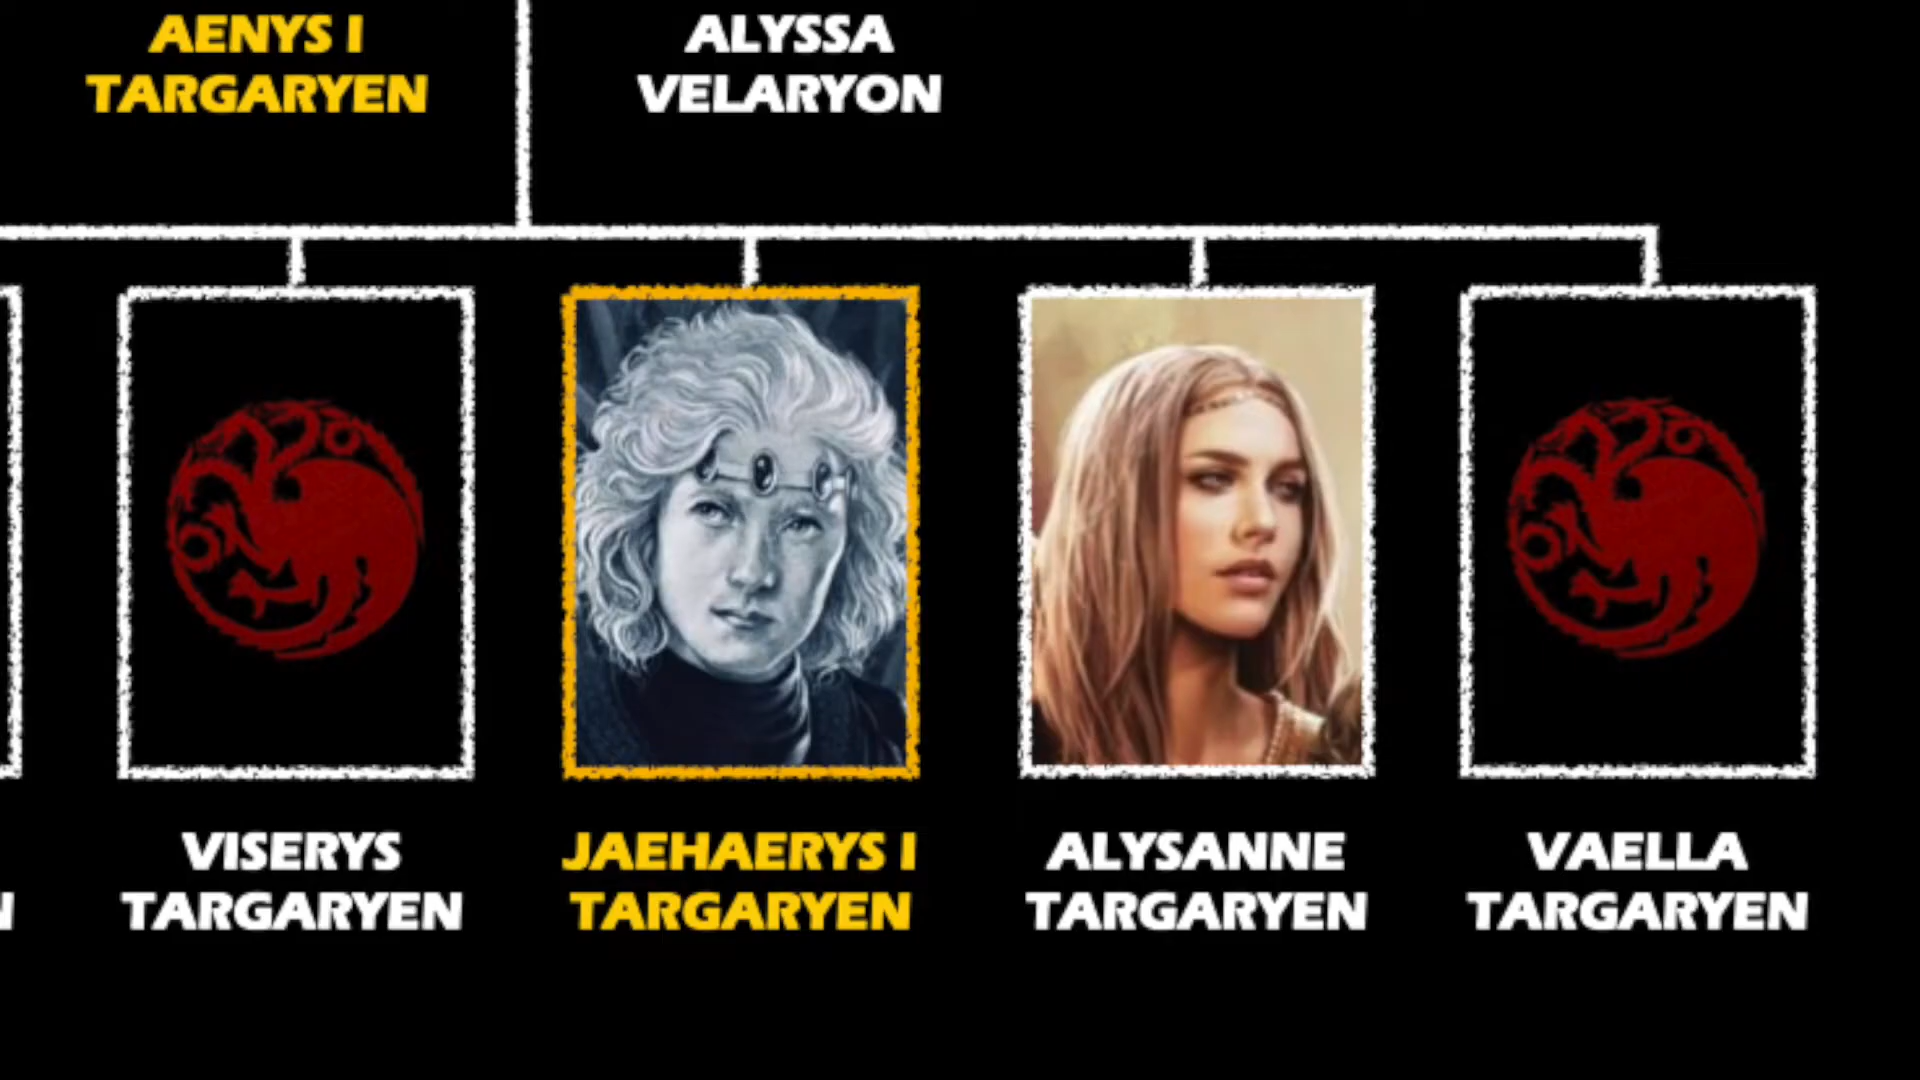 AENYS I
TARGARYEN
ALYSSA
VELARYON
VISERYS
TARGARYEN
JAEHAERYS I
TARGARYEN
ALYSANNE
TARGARYEN
VAELLA
TARGARYEN